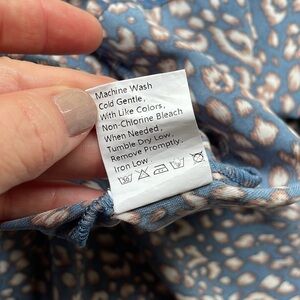 Machine Wash
Cold Gentle,
With Like Colors,
Non-Chlorine Bleach
When Needed,
Tumble Dry Low,
Remove Promptly,
Iron Low